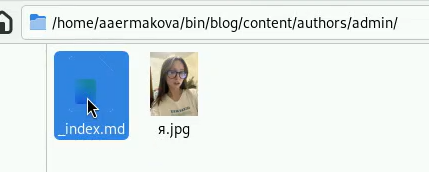 /home/aaermakova/bin/blog/content/authors/admin/
_index.md
я.jpg